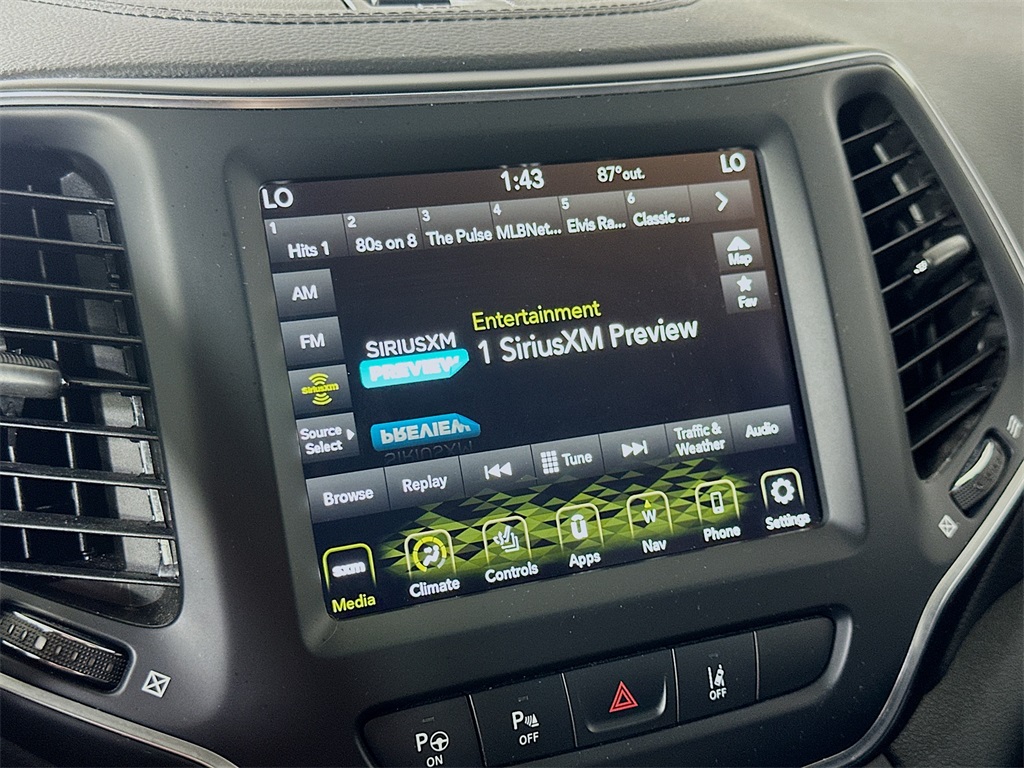 LO 1:43 87°out. LO
1 2 3 4 5 6
Hits 1 80s on 8 The Pulse MLBNet... Elvis Ra... Classic ...
AM
Map
Fav
FM
Entertainment
SIRIUSXM
1 SiriusXM Preview
PREVIEW
SiriusXM
Source
Select
Browse Replay Tune Traffic &
Weather
Audio
sxm
W
Media Climate Controls Apps Nav Phone Settings
P ON
P OFF
OFF